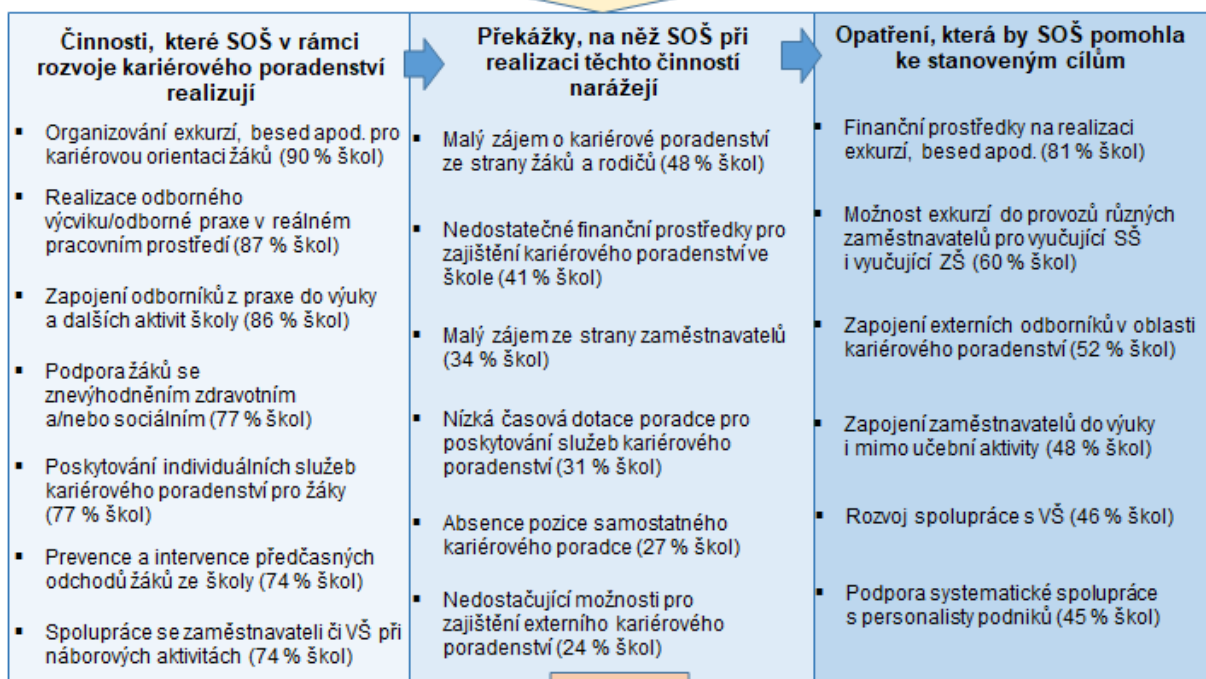 Činnosti, které SOŠ v rámci
rozvoje kariérového poradenství
realizují
▪ Organizování exkurzí, besed apod. pro
kariérovou orientaci žáků (90 % škol)
▪ Realizace odborného
výcviku/odborné praxe v reálném
pracovním prostředí (87 % škol)
▪ Zapojení odborníků z praxe do výuky
a dalších aktivit školy (86 % škol)
▪ Podpora žáků se
znevýhodněním zdravotním
a/nebo sociálním (77 % škol)
▪ Poskytování individuálních služeb
kariérového poradenství pro žáky
(77 % škol)
▪ Prevence a intervence předčasných
odchodů žáků ze školy (74 % škol)
▪ Spolupráce se zaměstnavateli či VŠ při
náborových aktivitách (74 % škol)
Překážky, na něž SOŠ při
realizaci těchto činností
narážejí
▪ Malý zájem o kariérové poradenství
ze strany žáků a rodičů (48 % škol)
▪ Nedostatečné finanční prostředky pro
zajištění kariérového poradenství ve
škole (41 % škol)
▪ Malý zájem ze strany zaměstnavatelů
(34 % škol)
▪ Nízká časová dotace poradce pro
poskytování služeb kariérového
poradenství (31 % škol)
▪ Absence pozice samostatného
kariérového poradce (27 % škol)
▪ Nedostačující možnosti pro
zajištění externího kariérového
poradenství (24 % škol)
Opatření, která by SOŠ pomohla
ke stanoveným cílům
▪ Finanční prostředky na realizaci
exkurzí, besed apod. (81 % škol)
▪ Možnost exkurzí do provozů různých
zaměstnavatelů pro vyučující SŠ
i vyučující ZŠ (60 % škol)
▪ Zapojení externích odborníků v oblasti
kariérového poradenství (52 % škol)
▪ Zapojení zaměstnavatelů do výuky
i mimo učební aktivity (48 % škol)
▪ Rozvoj spolupráce s VŠ (46 % škol)
▪ Podpora systematické spolupráce
s personalisty podniků (45 % škol)